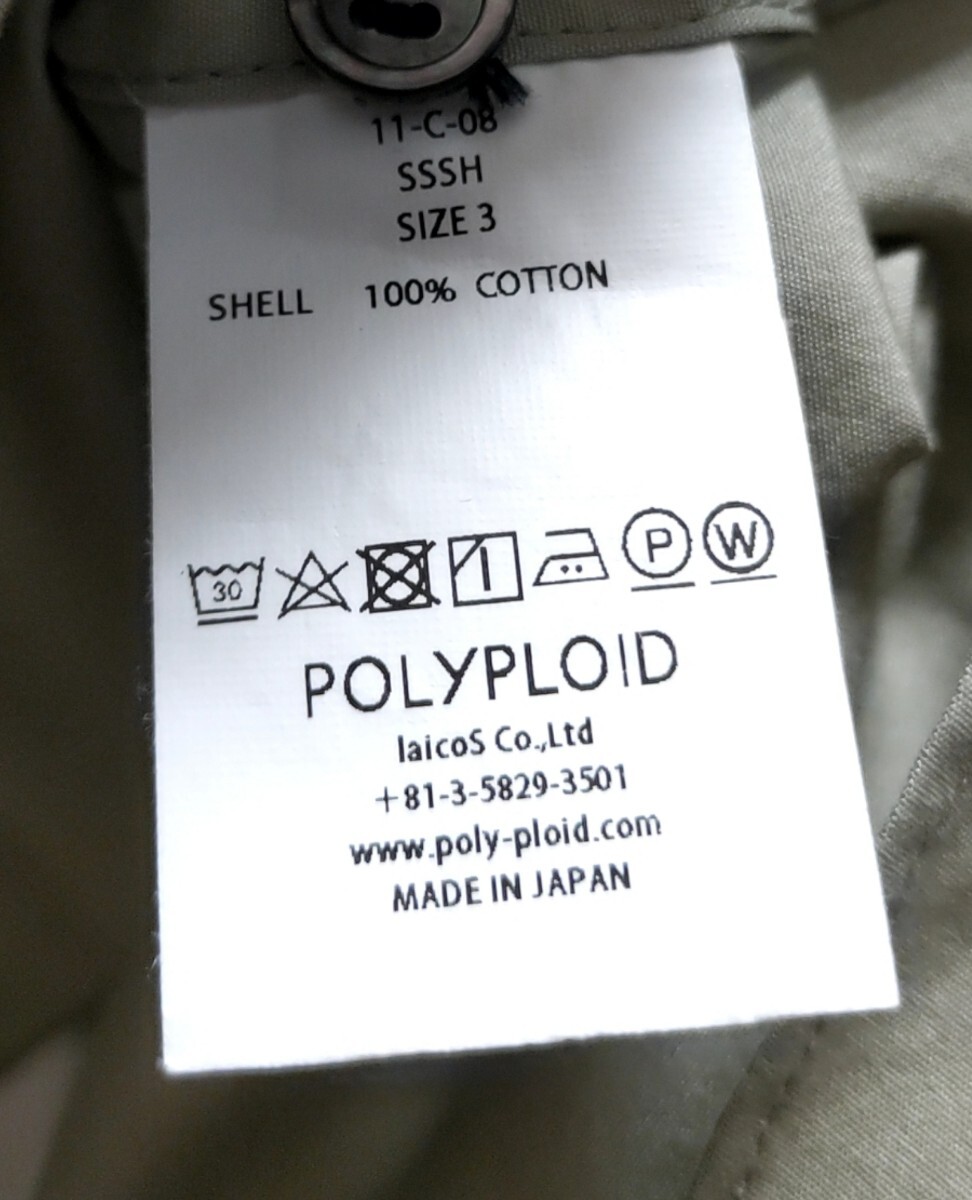 11-C-08
SSSH
SIZE 3
SHELL 100% COTTON
30 P W
POLYPLOID
laicoS Co.,Ltd
+81-3-5829-3501
www.poly-ploid.com
MADE IN JAPAN